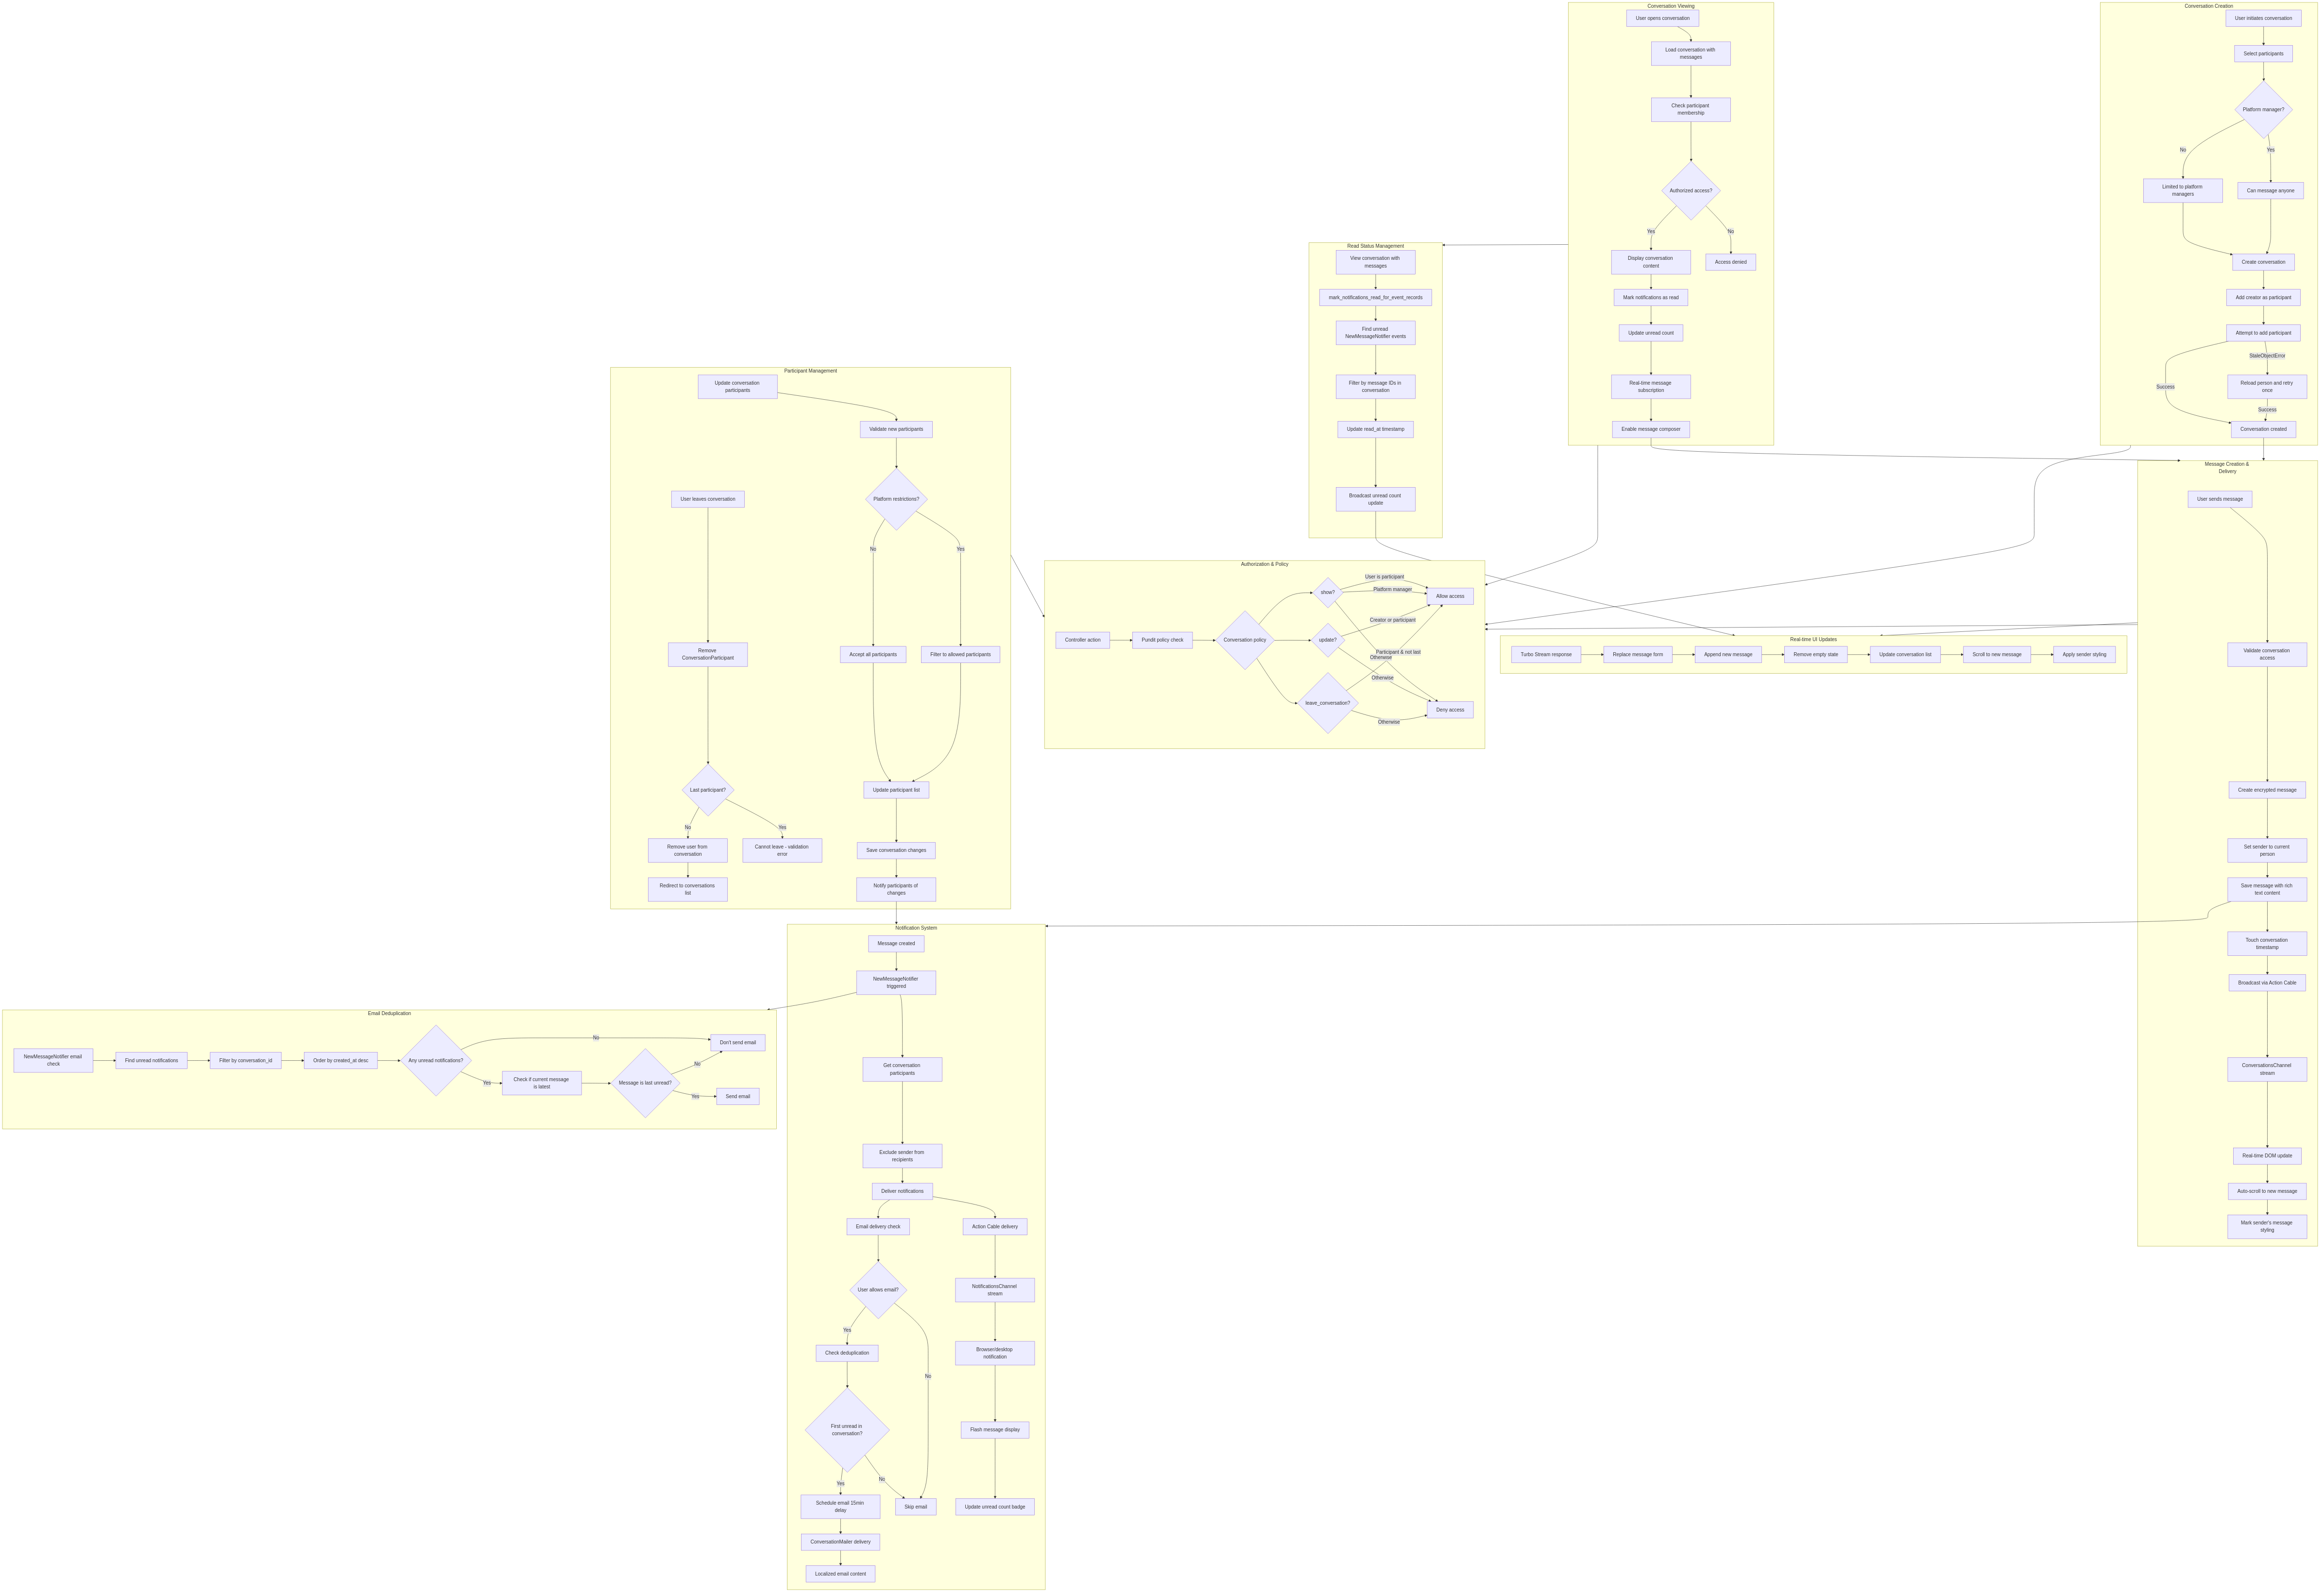 Conversation Viewing
User opens conversation
Load conversation with
messages
Check participant
membership
Authorized access?
Yes
No
Display conversation
content
Access denied
Mark notifications as read
Update unread count
Real-time message
subscription
Enable message composer
Conversation Creation
User initiates conversation
Select participants
Platform manager?
No
Yes
Limited to platform
managers
Can message anyone
Create conversation
Add creator as participant
Attempt to add participant
StaleObjectError
Success
Reload person and retry
once
Success
Conversation created
Read Status Management
View conversation with
messages
mark_notifications_read_for_event_records
Find unread
NewMessageNotifier events
Filter by message IDs in
conversation
Update read_at timestamp
Broadcast unread count
update
Participant Management
Update conversation
participants
Validate new participants
User leaves conversation
Platform restrictions?
No
Yes
Remove
ConversationParticipant
Accept all participants
Filter to allowed participants
Last participant?
Update participant list
No
Yes
Remove user from
conversation
Cannot leave - validation
error
Save conversation changes
Redirect to conversations
list
Notify participants of
changes
Authorization & Policy
Controller action
Pundit policy check
Conversation policy
show?
update?
leave_conversation?
User is participant
Platform manager
Creator or participant
Participant & not last
Otherwise
Otherwise
Otherwise
Allow access
Deny access
Real-time UI Updates
Turbo Stream response
Replace message form
Append new message
Remove empty state
Update conversation list
Scroll to new message
Apply sender styling
Message Creation &
Delivery
User sends message
Validate conversation
access
Create encrypted message
Set sender to current
person
Save message with rich
text content
Touch conversation
timestamp
Broadcast via Action Cable
ConversationsChannel
stream
Real-time DOM update
Auto-scroll to new message
Mark sender's message
styling
Notification System
Message created
NewMessageNotifier
triggered
Get conversation
participants
Exclude sender from
recipients
Deliver notifications
Email delivery check
Action Cable delivery
User allows email?
NotificationsChannel
stream
Yes
No
Check deduplication
Browser/desktop
notification
First unread in
conversation?
Flash message display
Yes
No
Schedule email 15min
delay
Skip email
Update unread count badge
ConversationMailer delivery
Localized email content
Email Deduplication
NewMessageNotifier email
check
Find unread notifications
Filter by conversation_id
Order by created_at desc
Any unread notifications?
No
Yes
Check if current message
is latest
Message is last unread?
No
Yes
Don't send email
Send email